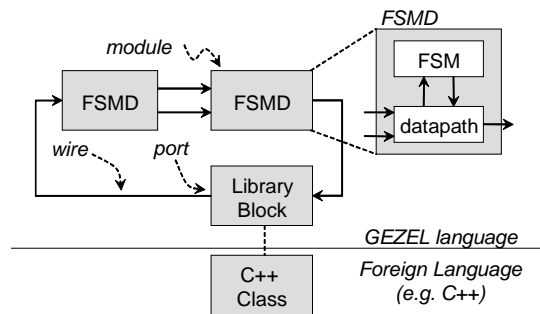 FSMD
module
FSM
FSMD
FSMD
datapath
wire
port
Library
Block
GEZEL language
C++
Class
Foreign Language
(e.g. C++)